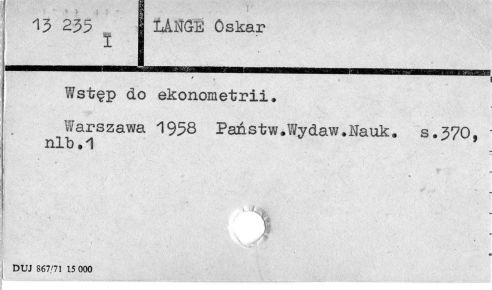 13 235 I
LANGE Oskar
Wstęp do ekonometrii.
Warszawa 1958 Państw.Wydaw.Nauk. s.370,
nlb.1
DUJ 867/71 15 000